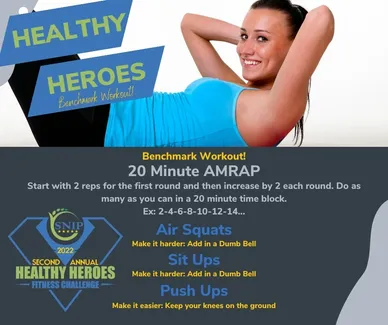 HEALTHY
HEROES
Benchmark Workout!
Benchmark Workout!
20 Minute AMRAP
Start with 2 reps for the first round and then increase by 2 each round. Do as
many as you can in a 20 minute time block.
Ex: 2-4-6-8-10-12-14...
Air Squats
Make it harder: Add in a Dumb Bell
Sit Ups
Make it harder: Add in a Dumb Bell
Push Ups
Make it easier: Keep your knees on the ground
SNIP
2022
SECOND ANNUAL
HEALTHY HEROES
FITNESS CHALLENGE